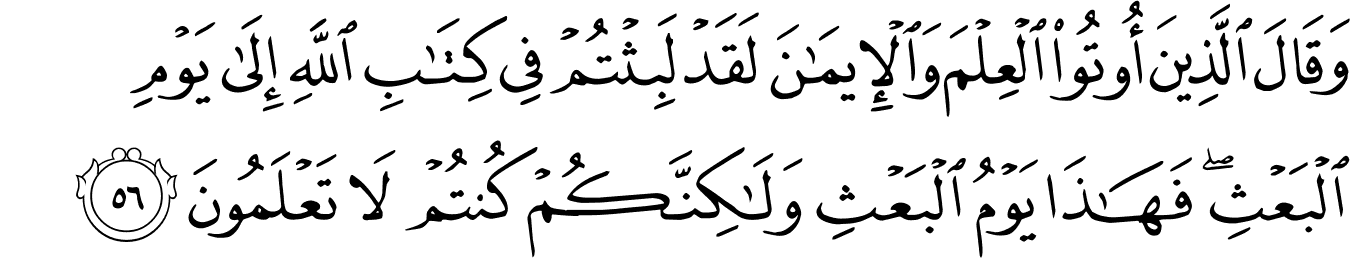 وَقَالَ ٱلَّذِينَ أُوتُوا۟ ٱلْعِلْمَ وَٱلْإِيمَـٰنَ لَقَدْ لَبِثْتُمْ فِى كِتَـٰبِ ٱللَّهِ إِلَىٰ يَوْمِ
ٱلْبَعْثِ ۖ فَهَـٰذَا يَوْمُ ٱلْبَعْثِ وَلَـٰكِنَّكُمْ كُنتُمْ لَا تَعْلَمُونَ ٥٦